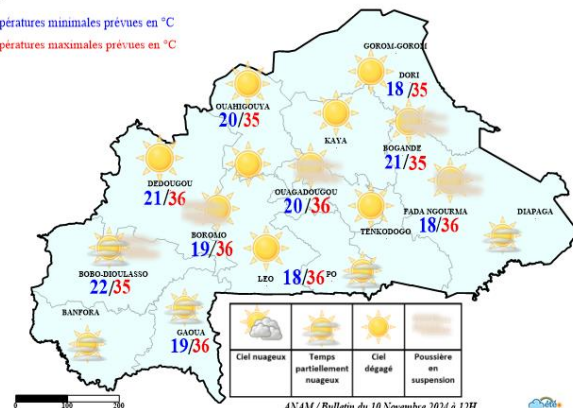 pératures minimales prévues en °C
pératures maximales prévues en °C
GOROM-GOROM
DORI
18/35
OUAHIGOUYA
20/35
KAYA
BOGANDE
21/35
DEDOUGOU
21/36
OUAGADOUGOU
20/36
FADA NGOURMA
18/36
DIAPAGA
BOROMO
19/36
TENKODOGO
BOBO-DIOULASSO
22/35
LEO
18/36 PO
BANFORA
GAOUA
19/36
Ciel nuageux
Temps partiellement nuageux
Ciel dégagé
Poussière en suspension
0 100 200
ANAM / Bulletin du 10 Novembre 2024 à 12H